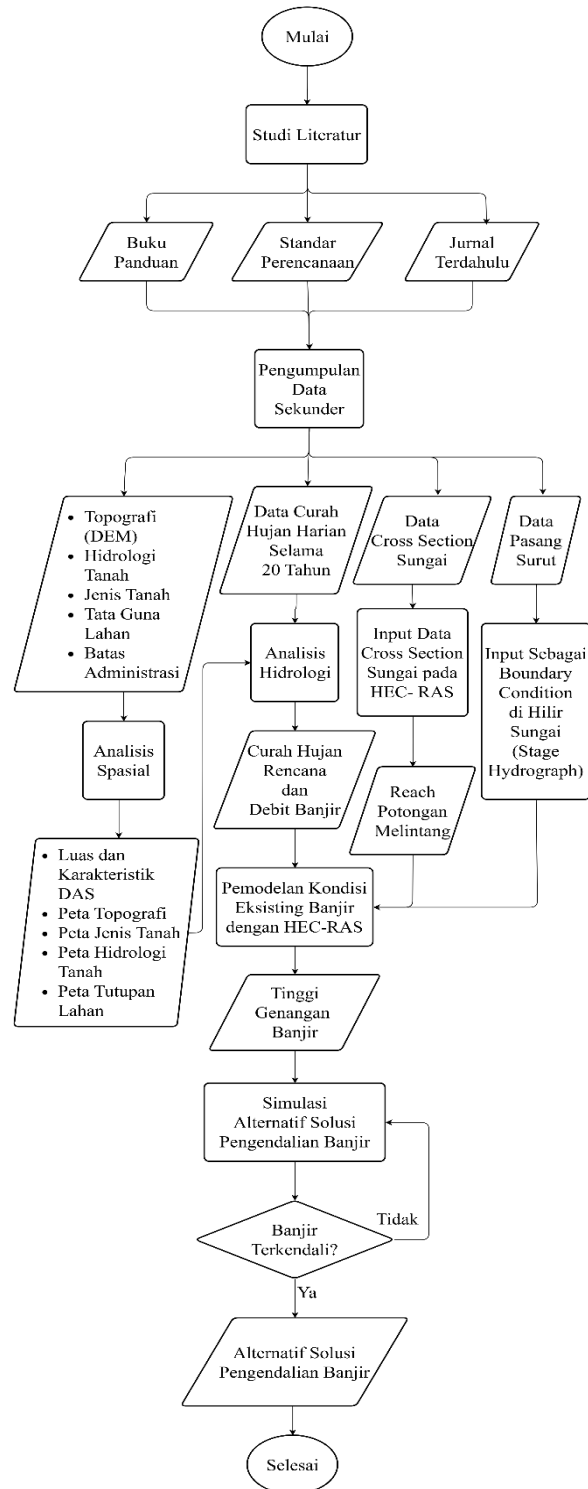 Mulai
Studi Literatur
Buku
Panduan
Standar
Perencanaan
Jurnal
Terdahulu
Pengumpulan
Data
Sekunder
• Topografi
(DEM)
• Hidrologi
Tanah
• Jenis Tanah
• Tata Guna
Lahan
• Batas
Administrasi
Data Curah
Hujan Harian
Selama
20 Tahun
Data
Cross Section
Sungai
Data
Pasang
Surut
Analisis
Spasial
Analisis
Hidrologi
Input Data
Cross Section
Sungai pada
HEC- RAS
Input Sebagai
Boundary
Condition
di Hilir
Sungai
(Stage
Hydrograph)
• Luas dan
Karakteristik
DAS
• Peta Topografi
• Peta Jenis Tanah
• Peta Hidrologi
Tanah
• Peta Tutupan
Lahan
Curah Hujan
Rencana
dan
Debit Banjir
Reach
Potongan
Melintang
Pemodelan Kondisi
Eksisting Banjir
dengan HEC-RAS
Tinggi
Genangan
Banjir
Simulasi
Alternatif Solusi
Pengendalian Banjir
Banjir
Terkendali?
Tidak
Ya
Alternatif Solusi
Pengendalian Banjir
Selesai